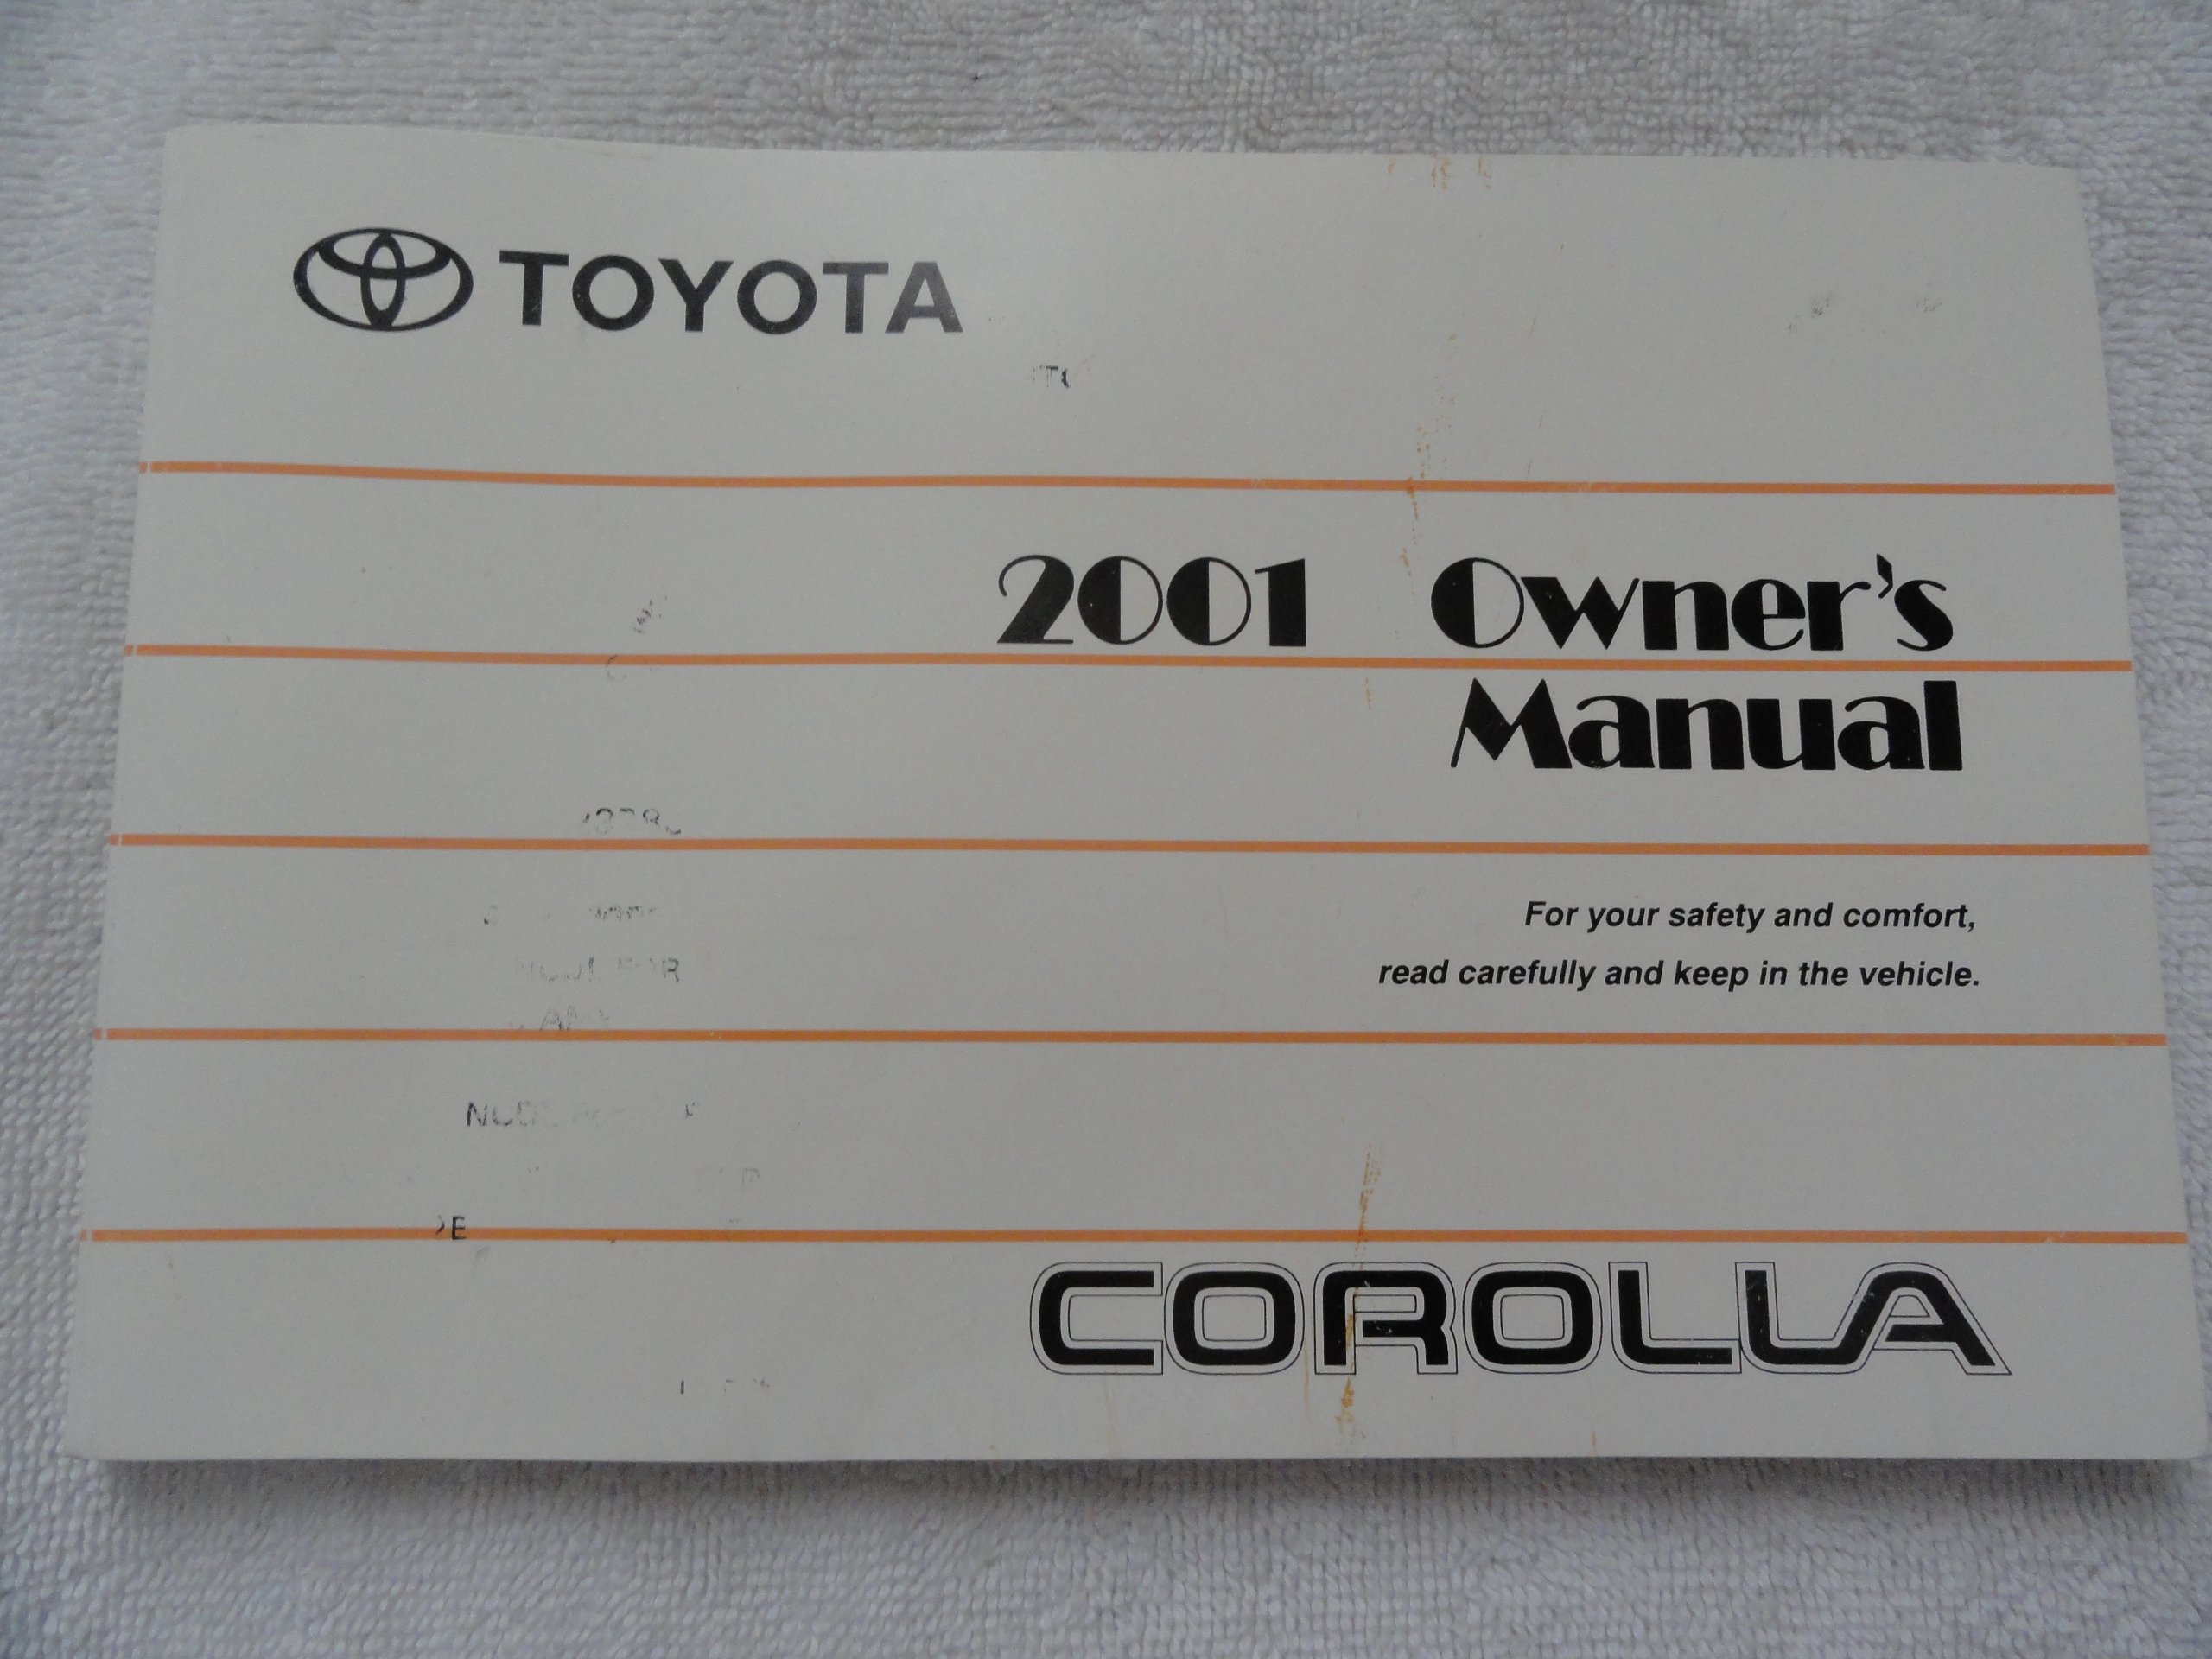 TOYOTA
2001 Owner's
Manual
For your safety and comfort,
read carefully and keep in the vehicle.
COROLLA